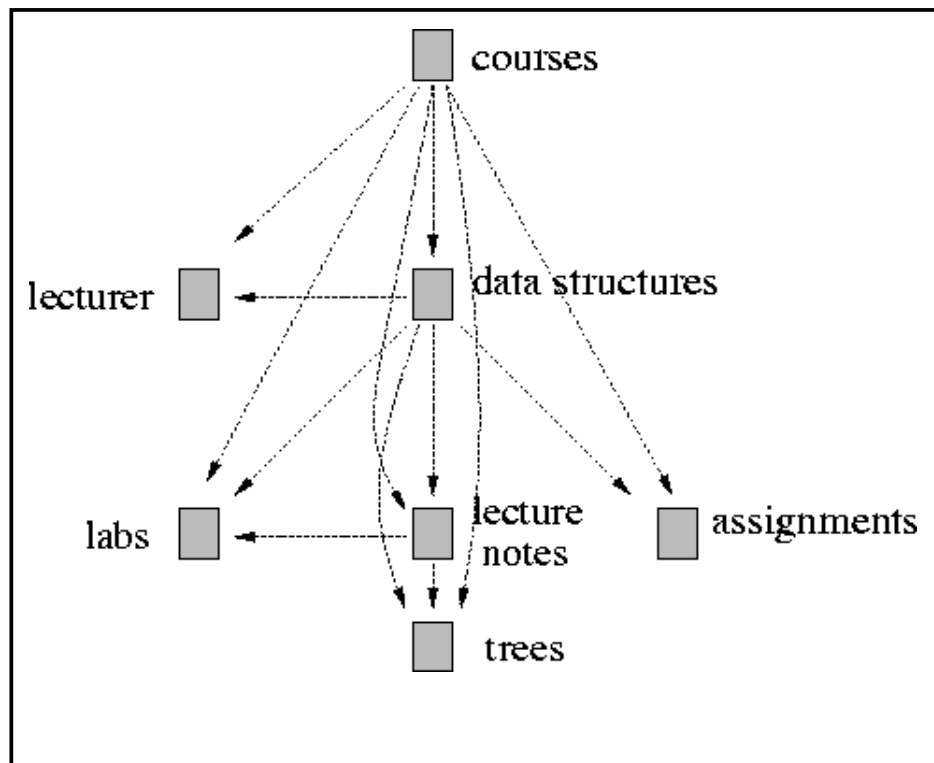 courses
data structures
lecturer
lecture
notes
labs
assignments
trees